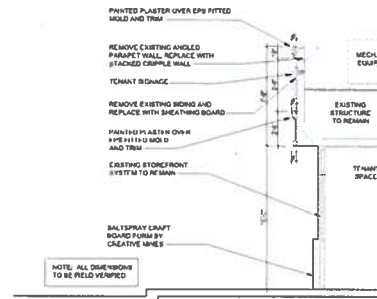 PAINTED PLASTER OVER EPS FITTED
MOLD AND TRIM
REMOVE EXISTING ANGLED
PARAPET WALL, REPLACE WITH
STACKED CRIPPLE WALL
TENANT SIGNAGE
REMOVE EXISTING SIDING AND
REPLACE WITH SHEATHING BOARD
PAINTED PLASTER OVER
EPS FITTED MOLD
AND TRIM
EXISTING STOREFRONT
SYSTEM TO REMAIN
SALTSPRAY CRAFT
BOARD FORM BY
CREATIVE MINES
NOTE: ALL DIMENSIONS
TO BE FIELD VERIFIED
MECH.
EQUIP
EXISTING
STRUCTURE
TO REMAIN
TENANT
SPACE